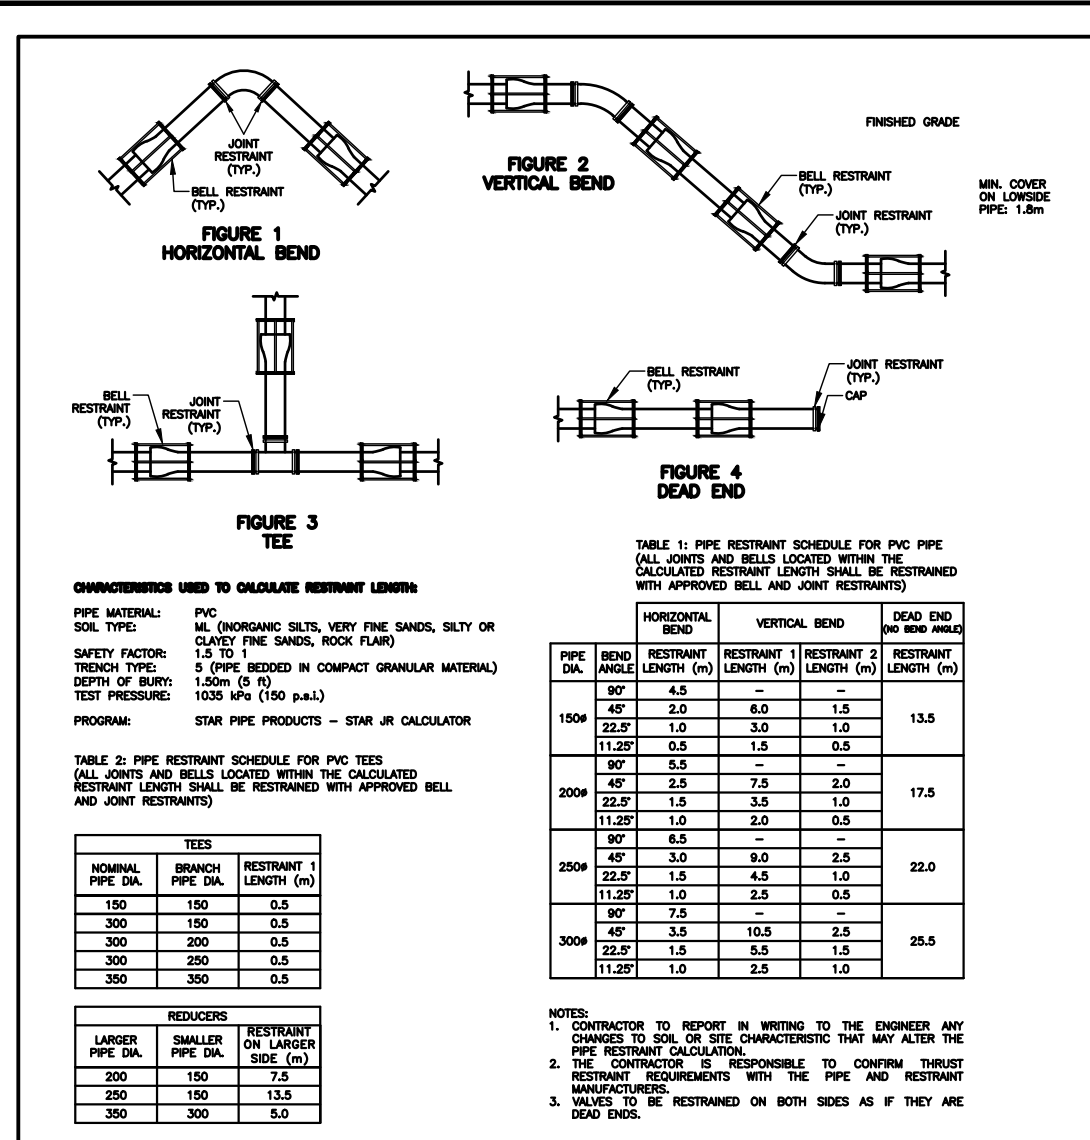 JOINT
RESTRAINT
(TYP.)
BELL RESTRAINT
(TYP.)
FIGURE 1
HORIZONTAL BEND
FIGURE 2
VERTICAL BEND
FINISHED GRADE
BELL RESTRAINT
(TYP.)
MIN. COVER
ON LOWSIDE
PIPE: 1.8m
JOINT RESTRAINT
(TYP.)
BELL
RESTRAINT
(TYP.)
JOINT
RESTRAINT
(TYP.)
FIGURE 3
TEE
BELL RESTRAINT
(TYP.)
JOINT RESTRAINT
(TYP.)
CAP
FIGURE 4
DEAD END
CHARACTERISTICS USED TO CALCULATE RESTRAINT LENGTH:
PIPE MATERIAL: PVC
SOIL TYPE: ML (INORGANIC SILTS, VERY FINE SANDS, SILTY OR
CLAYEY FINE SANDS, ROCK FLAIR)
SAFETY FACTOR: 1.5 TO 1
TRENCH TYPE: 5 (PIPE BEDDED IN COMPACT GRANULAR MATERIAL)
DEPTH OF BURY: 1.50m (5 ft)
TEST PRESSURE: 1035 kPa (150 p.s.i.)
PROGRAM: STAR PIPE PRODUCTS – STAR JR CALCULATOR
TABLE 2: PIPE RESTRAINT SCHEDULE FOR PVC TEES
(ALL JOINTS AND BELLS LOCATED WITHIN THE CALCULATED
RESTRAINT LENGTH SHALL BE RESTRAINED WITH APPROVED BELL
AND JOINT RESTRAINTS)
TEES
NOMINAL PIPE DIA. BRANCH PIPE DIA. RESTRAINT 1 LENGTH (m)
150 150 0.5
300 150 0.5
300 200 0.5
300 250 0.5
350 350 0.5
REDUCERS
LARGER PIPE DIA. SMALLER PIPE DIA. RESTRAINT ON LARGER SIDE (m)
200 150 7.5
250 150 13.5
350 300 5.0
TABLE 1: PIPE RESTRAINT SCHEDULE FOR PVC PIPE
(ALL JOINTS AND BELLS LOCATED WITHIN THE
CALCULATED RESTRAINT LENGTH SHALL BE RESTRAINED
WITH APPROVED BELL AND JOINT RESTRAINTS)
HORIZONTAL BEND VERTICAL BEND DEAD END (NO BEND ANGLE)
PIPE DIA. BEND ANGLE RESTRAINT LENGTH (m) RESTRAINT 1 LENGTH (m) RESTRAINT 2 LENGTH (m) RESTRAINT LENGTH (m)
150ø 90° 4.5 – – 13.5
45° 2.0 6.0 1.5
22.5° 1.0 3.0 1.0
11.25° 0.5 1.5 0.5
200ø 90° 5.5 – – 17.5
45° 2.5 7.5 2.0
22.5° 1.5 3.5 1.0
11.25° 1.0 2.0 0.5
250ø 90° 6.5 – – 22.0
45° 3.0 9.0 2.5
22.5° 1.5 4.5 1.0
11.25° 1.0 2.5 0.5
300ø 90° 7.5 – – 25.5
45° 3.5 10.5 2.5
22.5° 1.5 5.5 1.5
11.25° 1.0 2.5 1.0
NOTES:
1. CONTRACTOR TO REPORT IN WRITING TO THE ENGINEER ANY
CHANGES TO SOIL OR SITE CHARACTERISTIC THAT MAY ALTER THE
PIPE RESTRAINT CALCULATION.
2. THE CONTRACTOR IS RESPONSIBLE TO CONFIRM THRUST
RESTRAINT REQUIREMENTS WITH THE PIPE AND RESTRAINT
MANUFACTURERS.
3. VALVES TO BE RESTRAINED ON BOTH SIDES AS IF THEY ARE
DEAD ENDS.